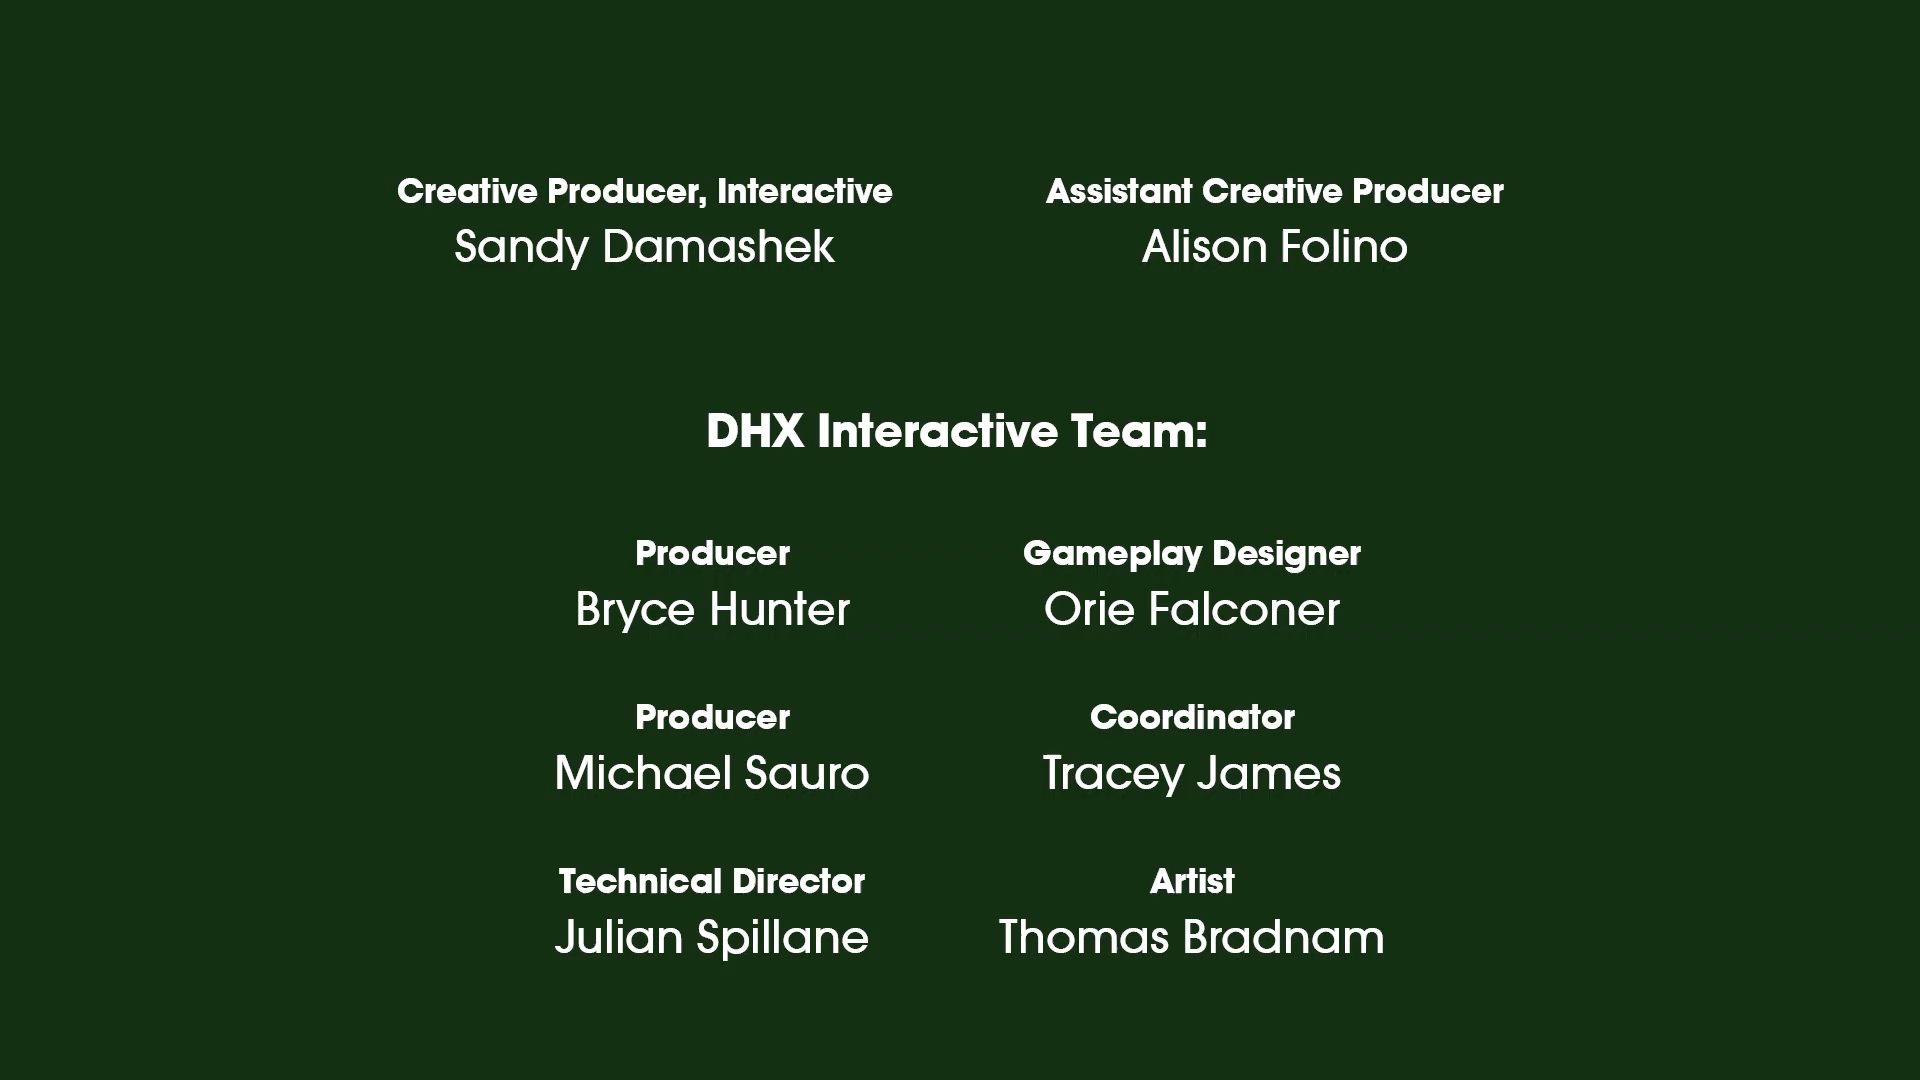 Creative Producer, Interactive
Sandy Damashek
Assistant Creative Producer
Alison Folino
DHX Interactive Team:
Producer
Bryce Hunter
Gameplay Designer
Orie Falconer
Producer
Michael Sauro
Coordinator
Tracey James
Technical Director
Julian Spillane
Artist
Thomas Bradnam